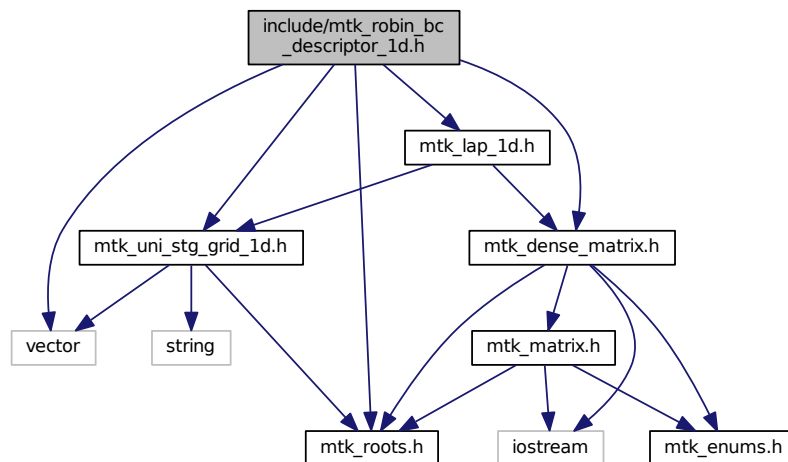 include/mtk_robin_bc
_descriptor_1d.h
mtk_lap_1d.h
mtk_uni_stg_grid_1d.h
mtk_dense_matrix.h
vector
string
mtk_matrix.h
mtk_roots.h
iostream
mtk_enums.h